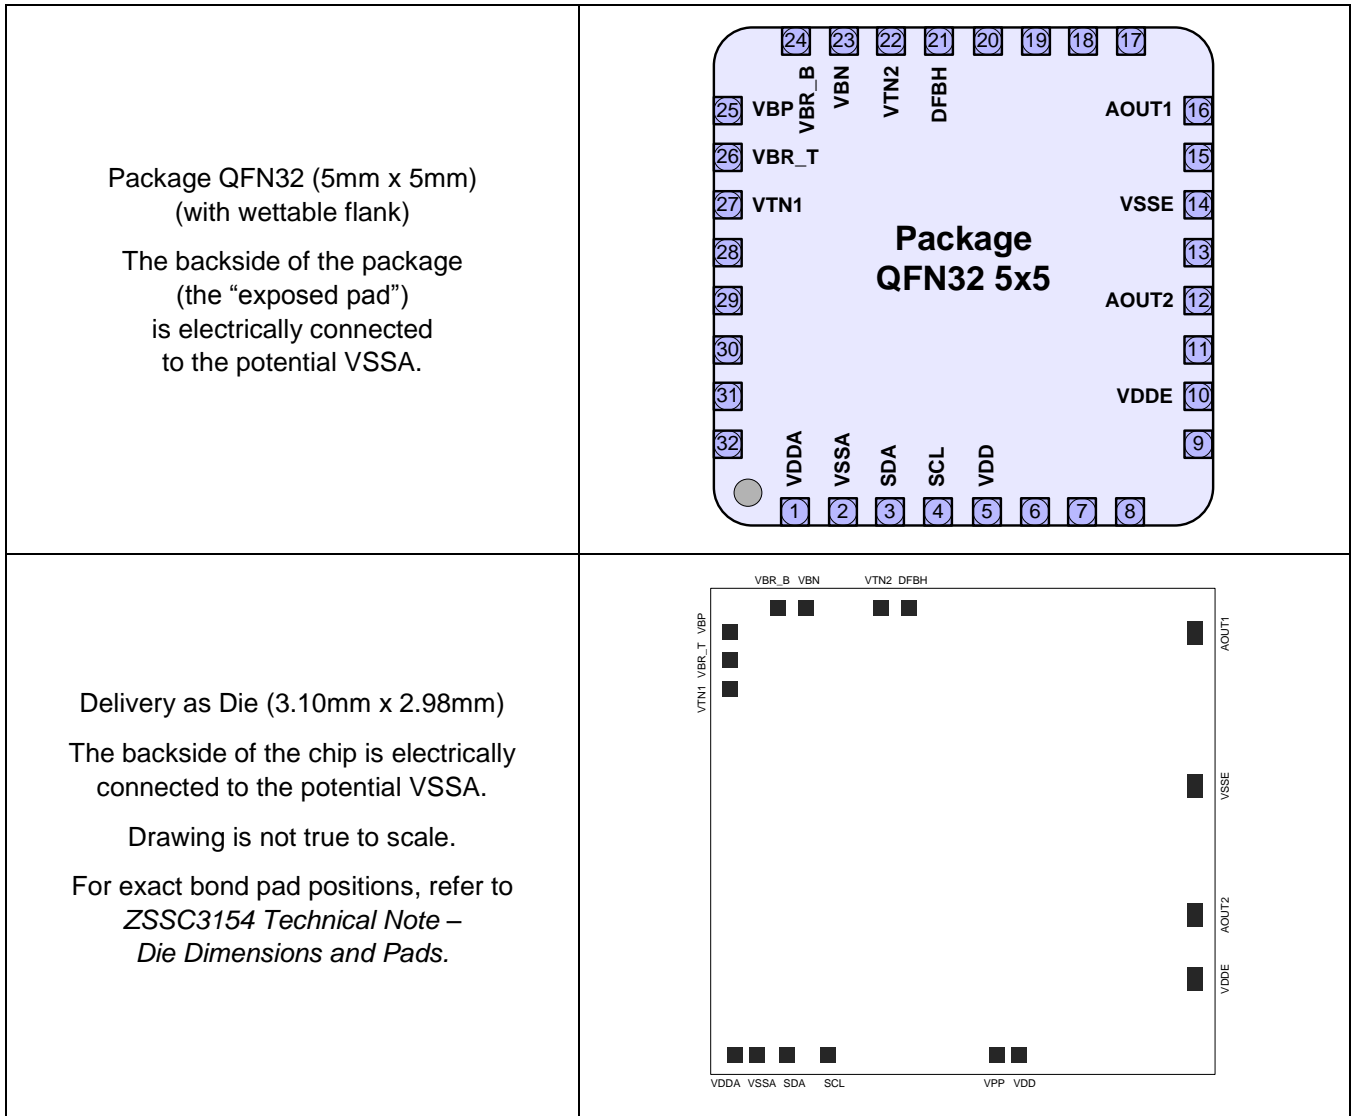 Package QFN32 (5mm x 5mm)
(with wettable flank)
The backside of the package
(the “exposed pad”)
is electrically connected
to the potential VSSA.
24 23 22 21 20 19 18 17
VBR_B VBN VTN2 DFBH
25 VBP AOUT1 16
26 VBR_T 15
27 VTN1 VSSE 14
28 13
29 AOUT2 12
30 11
31 VDDE 10
32 9
Package
QFN32 5x5
VDDA VSSA SDA SCL VDD
1 2 3 4 5 6 7 8
Delivery as Die (3.10mm x 2.98mm)
The backside of the chip is electrically
connected to the potential VSSA.
Drawing is not true to scale.
For exact bond pad positions, refer to
ZSSC3154 Technical Note –
Die Dimensions and Pads.
VBR_B VBN VTN2 DFBH
VBP
VBR_T
VTN1
AOUT1
VSSE
AOUT2
VDDE
VDDA VSSA SDA SCL VPP VDD